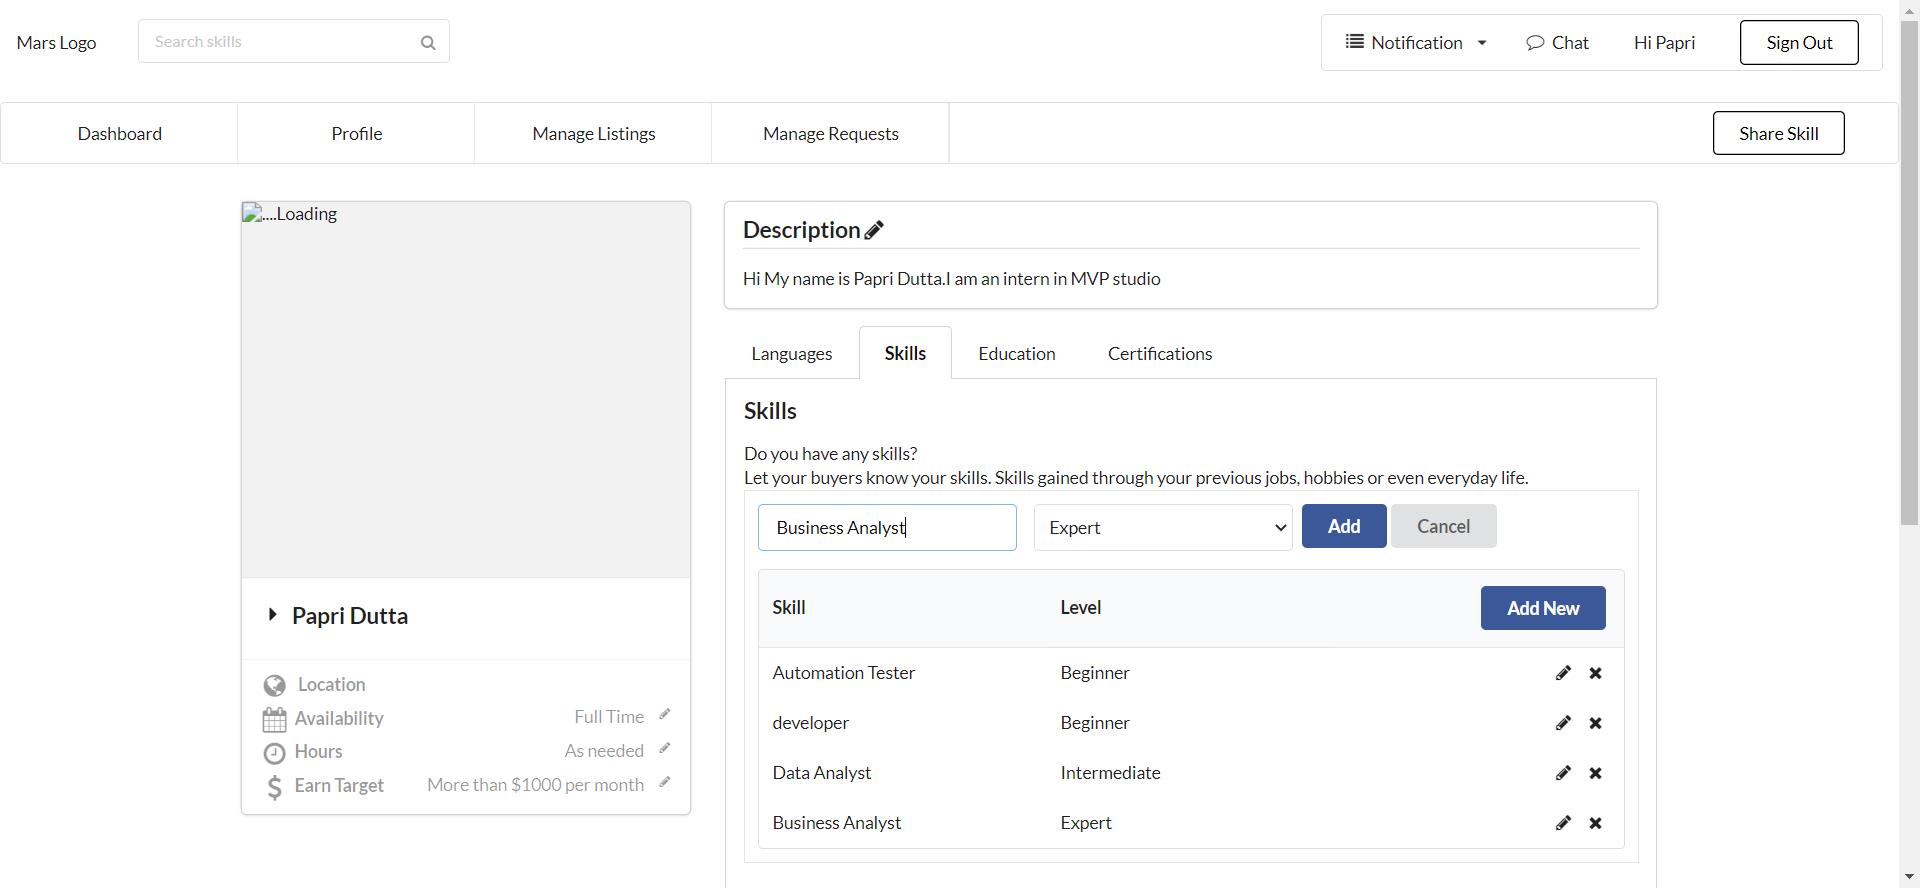 Mars Logo
Search skills
Notification
Chat
Hi Papri
Sign Out
Dashboard
Profile
Manage Listings
Manage Requests
Share Skill
....Loading
Papri Dutta
Location
Availability
Full Time
Hours
As needed
Earn Target
More than $1000 per month
Description
Hi My name is Papri Dutta.I am an intern in MVP studio
Languages
Skills
Education
Certifications
Skills
Do you have any skills?
Let your buyers know your skills. Skills gained through your previous jobs, hobbies or even everyday life.
Business Analyst
Expert
Add
Cancel
Skill
Level
Add New
Automation Tester
Beginner
developer
Beginner
Data Analyst
Intermediate
Business Analyst
Expert